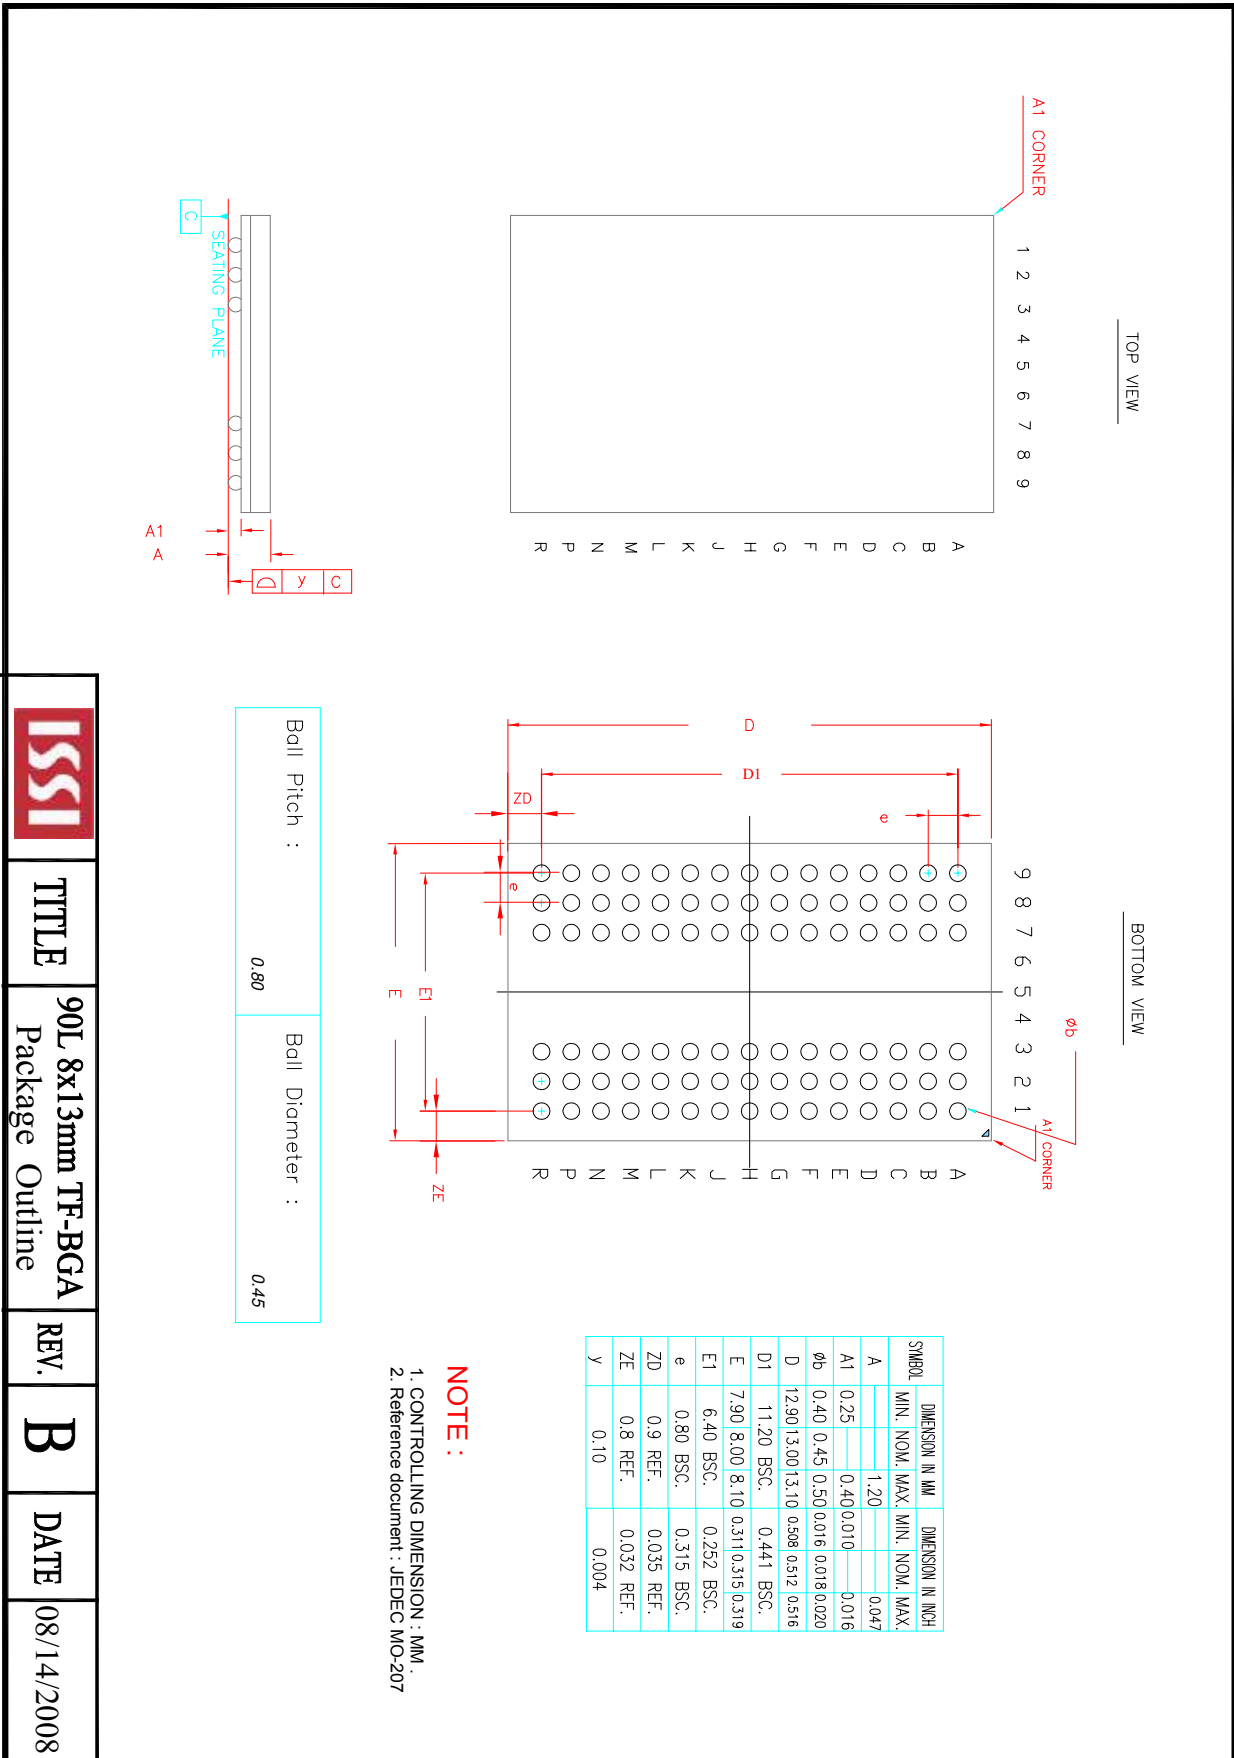 TOP VIEW
A1 CORNER
1 2 3 4 5 6 7 8 9
A
B
C
D
E
F
G
H
J
K
L
M
N
P
R
C
SEATING PLANE
A1
A
y C
BOTTOM VIEW
Øb
A1 CORNER
9 8 7 6 5 4 3 2 1
A
B
C
D
E
F
G
H
J
K
L
M
N
P
R
e
D
D1
ZD
e
E1
E
ZE
SYMBOL DIMENSION IN MM DIMENSION IN INCH
MIN. NOM. MAX. MIN. NOM. MAX.
A 1.20 0.047
A1 0.25 0.40 0.010 0.016
Øb 0.40 0.45 0.50 0.016 0.018 0.020
D 12.90 13.00 13.10 0.508 0.512 0.516
D1 11.20 BSC. 0.441 BSC.
E 7.90 8.00 8.10 0.311 0.315 0.319
E1 6.40 BSC. 0.252 BSC.
e 0.80 BSC. 0.315 BSC.
ZD 0.9 REF. 0.035 REF.
ZE 0.8 REF. 0.032 REF.
y 0.10 0.004
NOTE :
1. CONTROLLING DIMENSION : MM .
2. Reference document : JEDEC MO-207
Ball Pitch :
0.80
Ball Diameter :
0.45
ISSI
TITLE
90L 8x13mm TF-BGA
Package Outline
REV.
B
DATE
08/14/2008